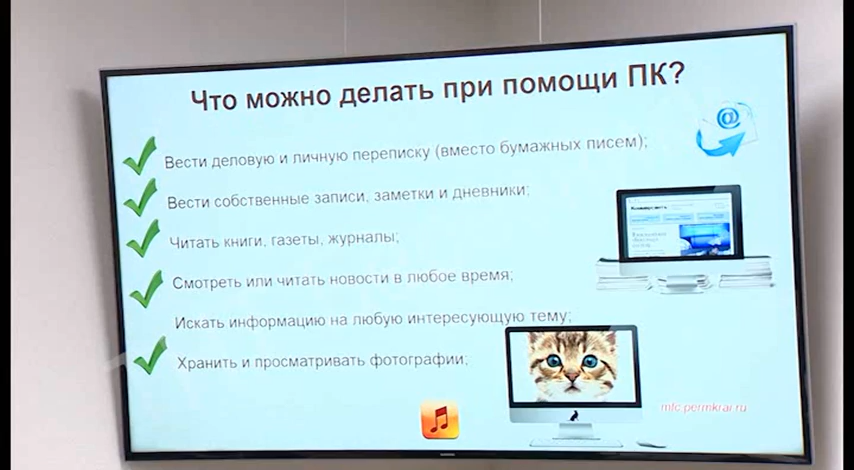 Что можно делать при помощи ПК?
Вести деловую и личную переписку (вместо бумажных писем);
Вести собственные записи, заметки и дневники;
Читать книги, газеты, журналы;
Смотреть или читать новости в любое время;
Искать информацию на любую интересующую тему;
Хранить и просматривать фотографии;
mfc.permkrai.ru